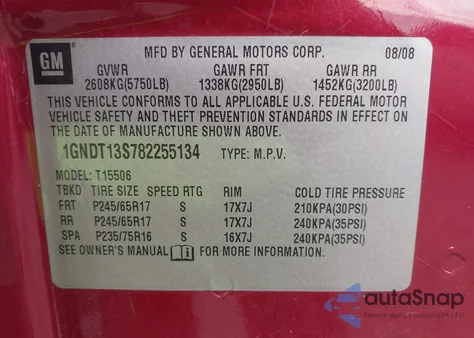 GM
MFD BY GENERAL MOTORS CORP. 08/08
GVWR GAWR FRT GAWR RR
2608KG(5750LB) 1338KG(2950LB) 1452KG(3200LB)
THIS VEHICLE CONFORMS TO ALL APPLICABLE U.S. FEDERAL MOTOR
VEHICLE SAFETY AND THEFT PREVENTION STANDARDS IN EFFECT ON
THE DATE OF MANUFACTURE SHOWN ABOVE.
1GNDT13S782255134 TYPE: M.P.V.
MODEL: T15506
TBKD TIRE SIZE SPEED RTG RIM COLD TIRE PRESSURE
FRT P245/65R17 S 17X7J 210KPA(30PSI)
RR P245/65R17 S 17X7J 240KPA(35PSI)
SPA P235/75R16 S 16X7J 240KPA(35PSI)
SEE OWNER'S MANUAL FOR MORE INFORMATION.
autoSnap